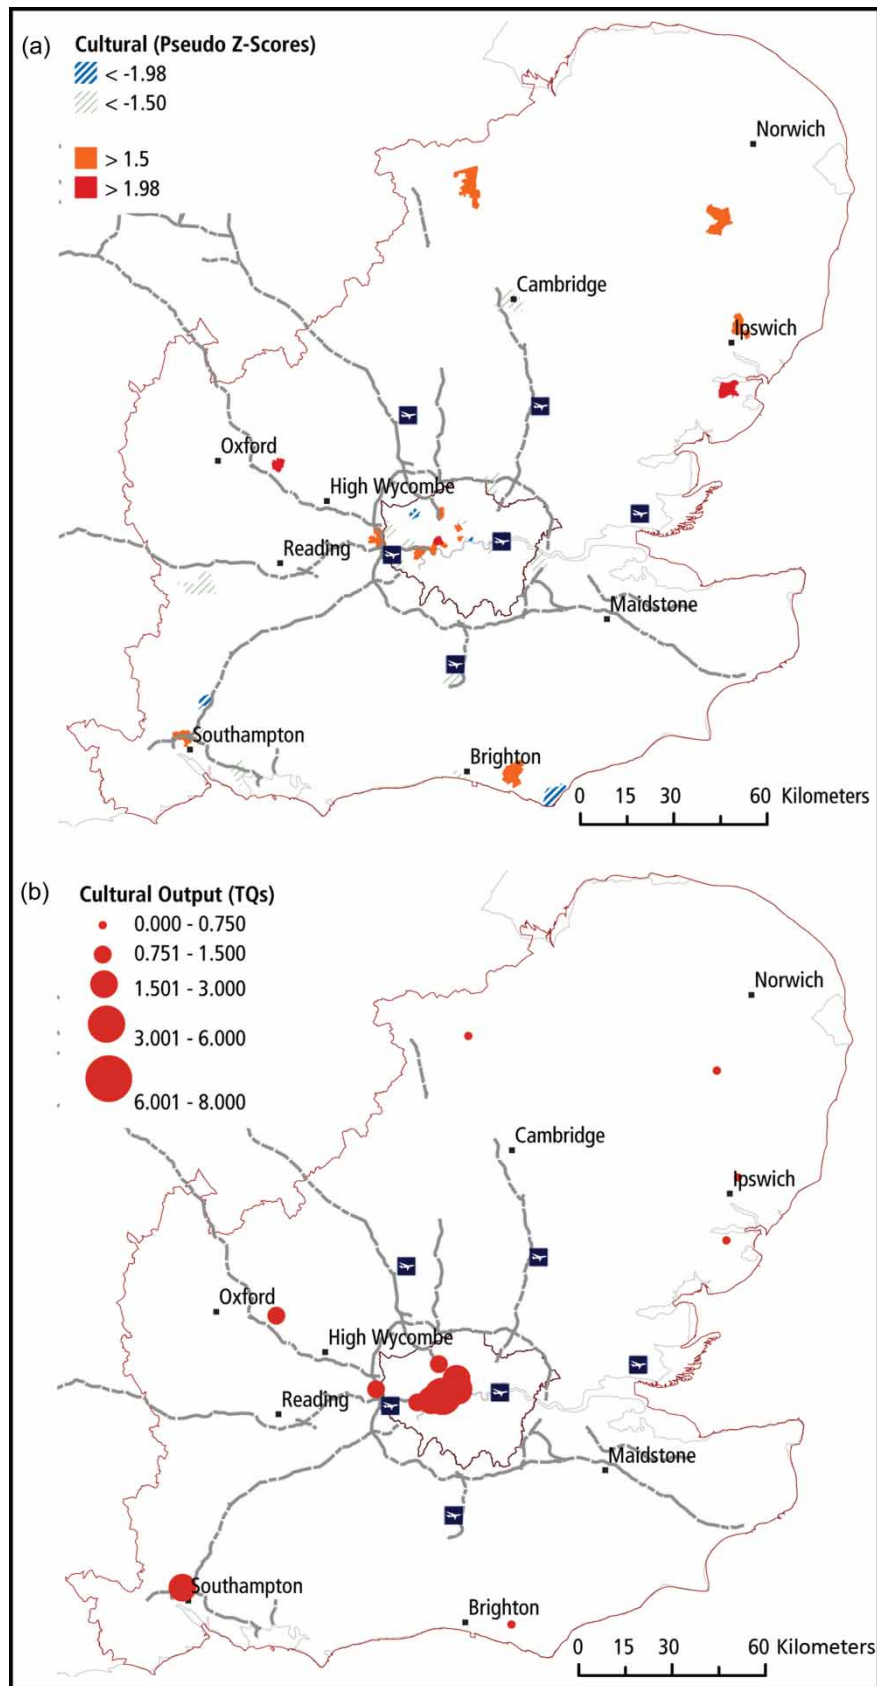 (a)
Cultural (Pseudo Z-Scores)
< -1.98
< -1.50
> 1.5
> 1.98
Norwich
Cambridge
Ipswich
Oxford
High Wycombe
Reading
Maidstone
Southampton
Brighton
0 15 30 60 Kilometers
(b)
Cultural Output (TQs)
0.000 - 0.750
0.751 - 1.500
1.501 - 3.000
3.001 - 6.000
6.001 - 8.000
Norwich
Cambridge
Ipswich
Oxford
High Wycombe
Reading
Maidstone
Southampton
Brighton
0 15 30 60 Kilometers